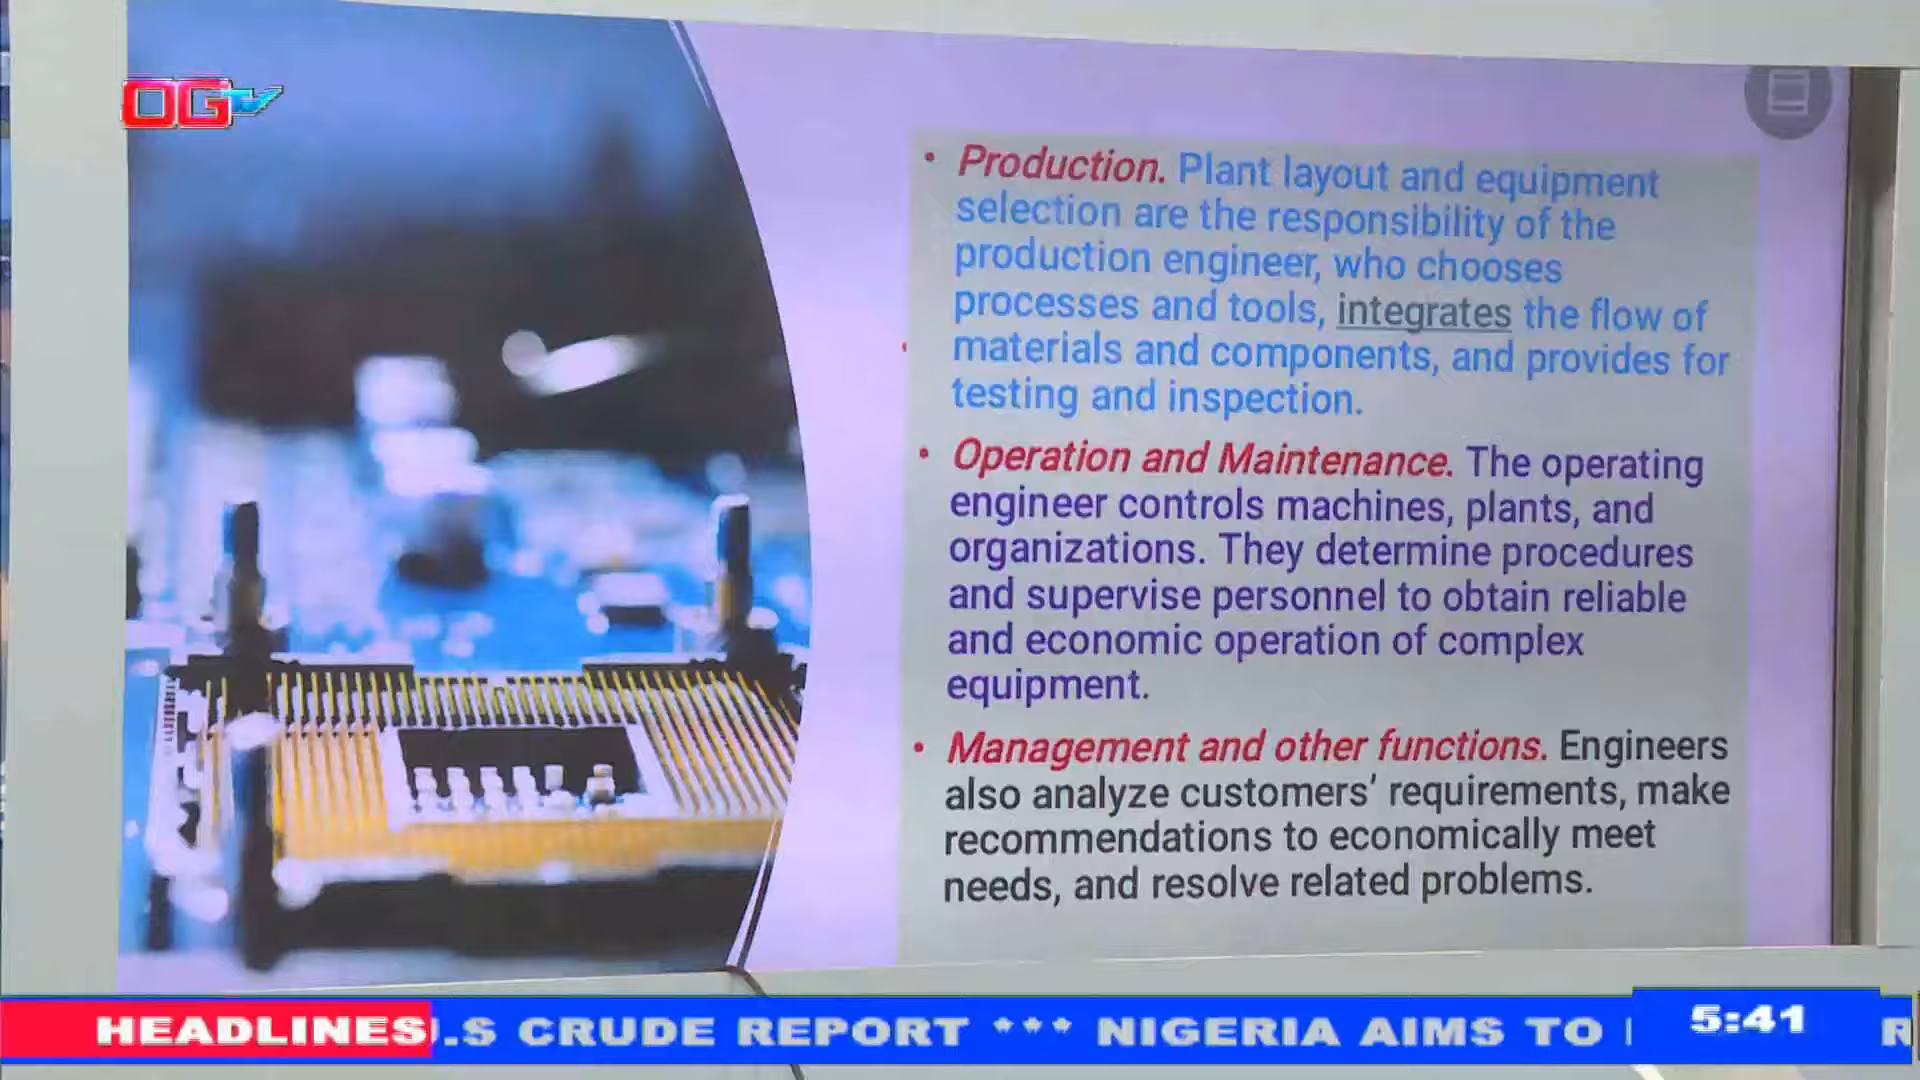 OGTV
• Production. Plant layout and equipment
selection are the responsibility of the
production engineer, who chooses
processes and tools, integrates the flow of
materials and components, and provides for
testing and inspection.
• Operation and Maintenance. The operating
engineer controls machines, plants, and
organizations. They determine procedures
and supervise personnel to obtain reliable
and economic operation of complex
equipment.
• Management and other functions. Engineers
also analyze customers’ requirements, make
recommendations to economically meet
needs, and resolve related problems.
HEADLINES .S CRUDE REPORT *** NIGERIA AIMS TO 5:41 R